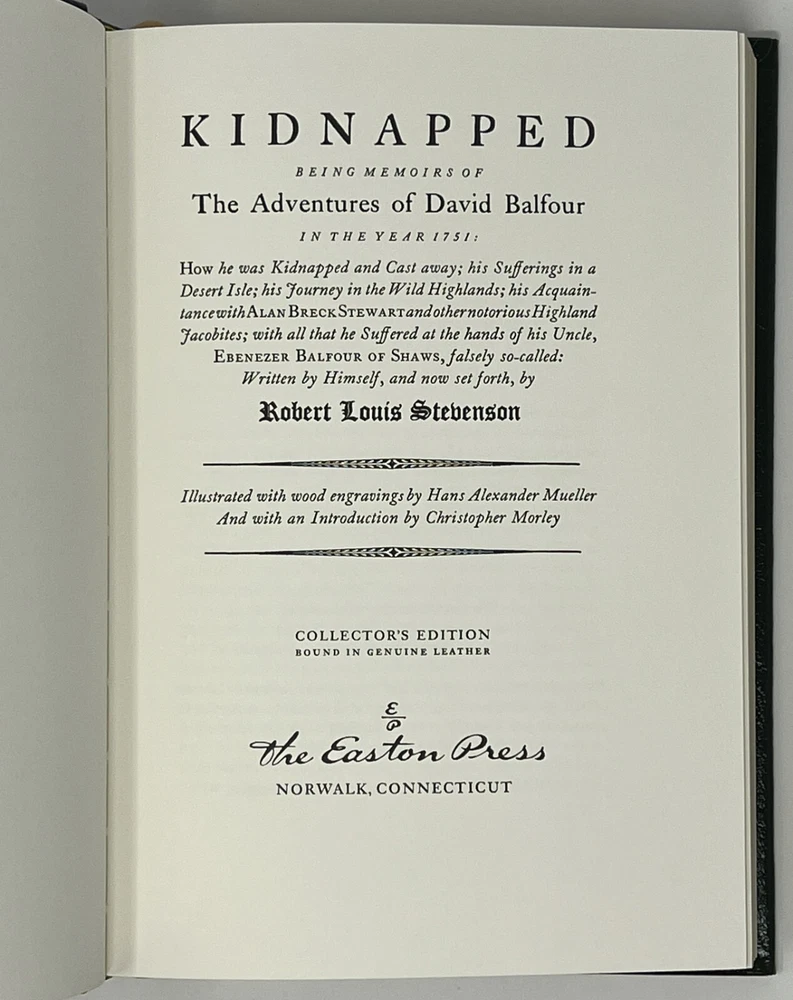 KIDNAPPED
BEING MEMOIRS OF
The Adventures of David Balfour
IN THE YEAR 1751:
How he was Kidnapped and Cast away; his Sufferings in a
Desert Isle; his Journey in the Wild Highlands; his Acquain-
tance with ALAN BRECK STEWART and other notorious Highland
Jacobites; with all that he Suffered at the hands of his Uncle,
EBENEZER BALFOUR OF SHAWS, falsely so-called:
Written by Himself, and now set forth, by
Robert Louis Stevenson
Illustrated with wood engravings by Hans Alexander Mueller
And with an Introduction by Christopher Morley
COLLECTOR'S EDITION
BOUND IN GENUINE LEATHER
E
P
The Easton Press
NORWALK, CONNECTICUT